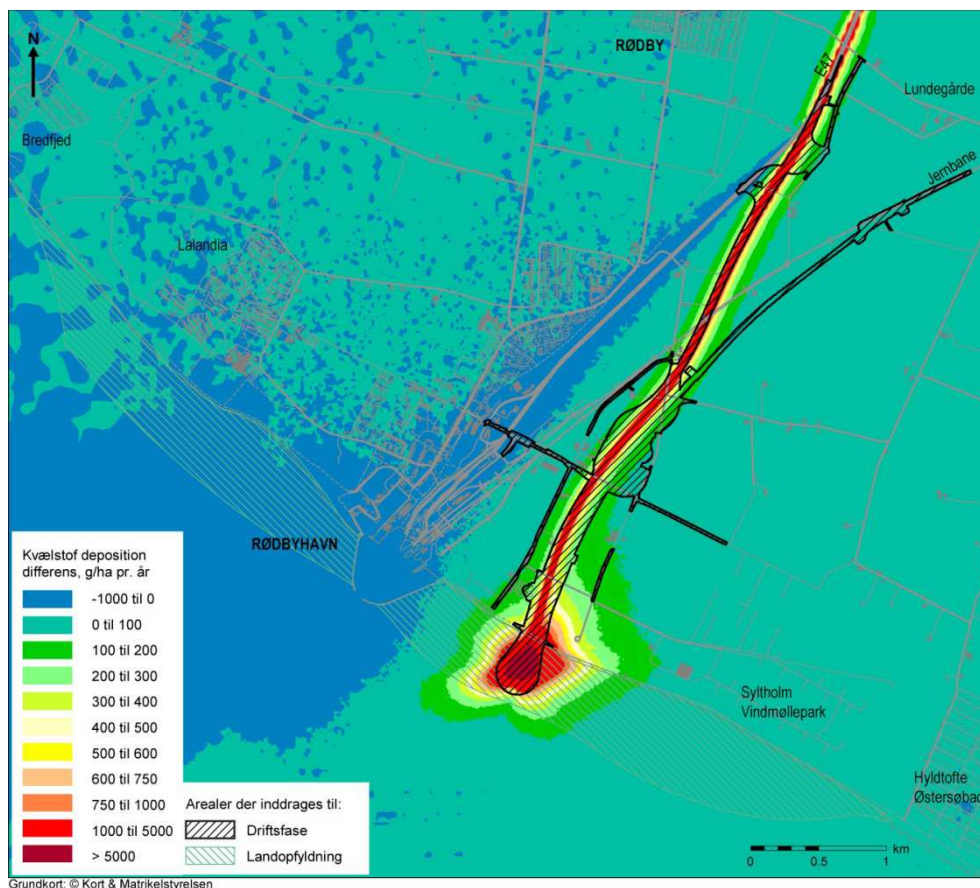 N
RØDBY
E47
Lundegårde
Bredfjed
Jernbane
Lalandia
RØDBYHAVN
Syltholm
Vindmøllepark
Hyldtofte
Østersøbad
Kvælstof deposition
differens, g/ha pr. år
-1000 til 0
0 til 100
100 til 200
200 til 300
300 til 400
400 til 500
500 til 600
600 til 750
750 til 1000
1000 til 5000
> 5000
Arealer der inddrages til:
Driftsfase
Landopfyldning
km
0 0.5 1
Grundkort: © Kort & Matrikelstyrelsen